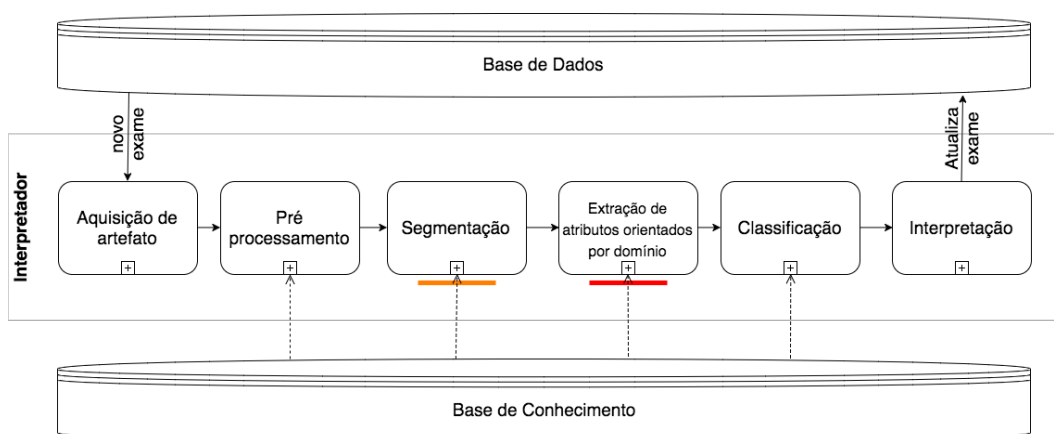 Base de Dados
novo
exame
Atualiza
exame
Interpretador
Aquisição de
artefato
Pré
processamento
Segmentação
Extração de
atributos orientados
por domínio
Classificação
Interpretação
Base de Conhecimento